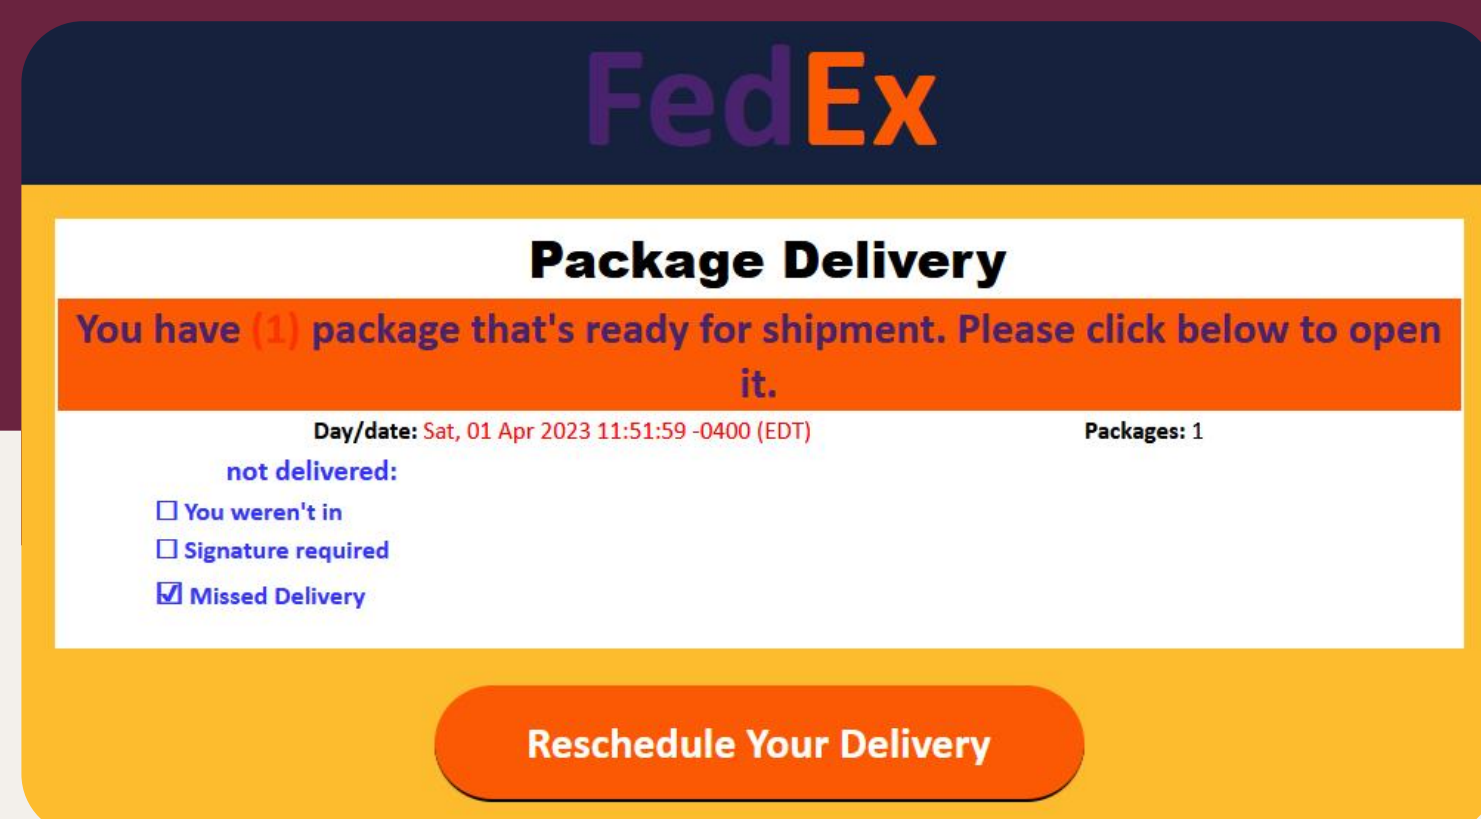 FedEx
Package Delivery
You have (1) package that's ready for shipment. Please click below to open
it.
Day/date: Sat, 01 Apr 2023 11:51:59 -0400 (EDT) Packages: 1
not delivered:
☐ You weren't in
☐ Signature required
☑ Missed Delivery
Reschedule Your Delivery